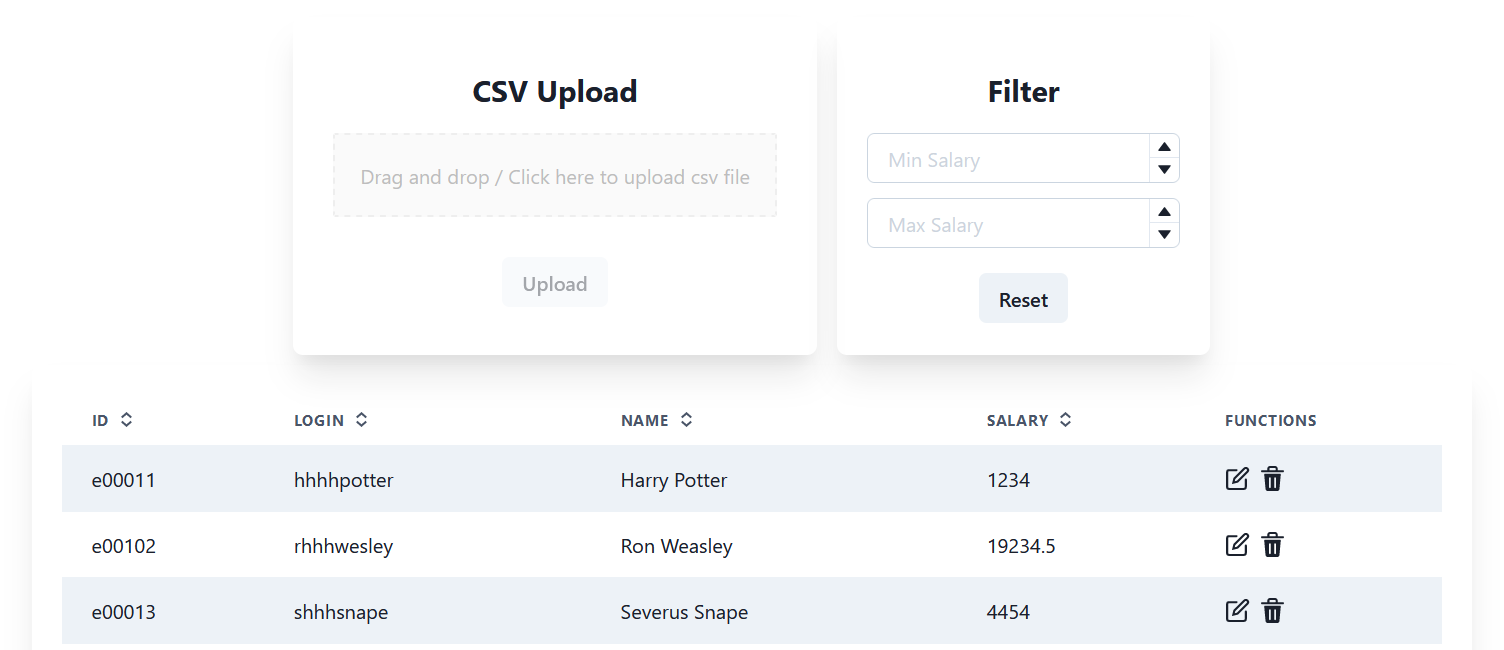 CSV Upload
Drag and drop / Click here to upload csv file
Upload
Filter
Min Salary
Max Salary
Reset
ID LOGIN NAME SALARY FUNCTIONS
e00011 hhhhpotter Harry Potter 1234
e00102 rhhhwesley Ron Weasley 19234.5
e00013 shhhsnape Severus Snape 4454